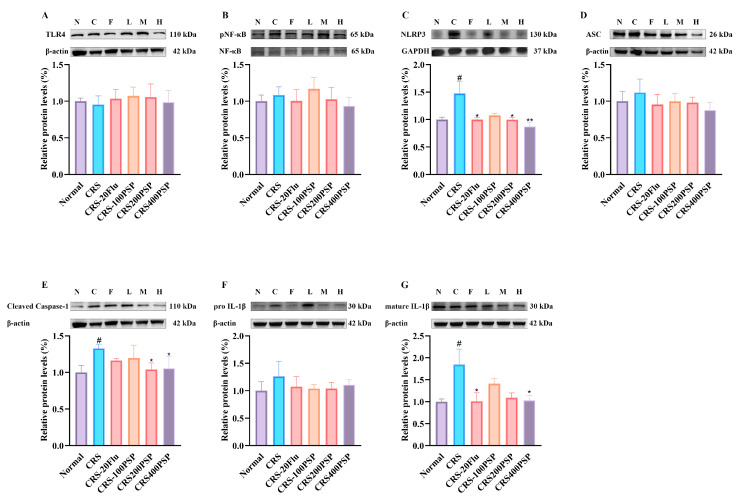 A
N C F L M H
TLR4 110 kDa
β-actin 42 kDa
Relative protein levels (%)
2.0
1.5
1.0
0.5
0.0
Normal
CRS
CRS-20Flu
CRS-100PSP
CRS200PSP
CRS400PSP
B
N C F L M H
pNF-κB 65 kDa
NF-κB 65 kDa
Relative protein levels (%)
1.5
1.0
0.5
0.0
Normal
CRS
CRS-20Flu
CRS-100PSP
CRS200PSP
CRS400PSP
C
N C F L M H
NLRP3 130 kDa
GAPDH 37 kDa
Relative protein levels (%)
2.0
1.5
1.0
0.5
0.0
#
*
*
**
Normal
CRS
CRS-20Flu
CRS-100PSP
CRS200PSP
CRS400PSP
D
N C F L M H
ASC 26 kDa
β-actin 42 kDa
Relative protein levels (%)
1.5
1.0
0.5
0.0
Normal
CRS
CRS-20Flu
CRS-100PSP
CRS200PSP
CRS400PSP
E
N C F L M H
Cleaved Caspase-1 110 kDa
β-actin 42 kDa
Relative protein levels (%)
1.5
1.0
0.5
0.0
#
*
*
Normal
CRS
CRS-20Flu
CRS-100PSP
CRS200PSP
CRS400PSP
F
N C F L M H
pro IL-1β 30 kDa
β-actin 42 kDa
Relative protein levels (%)
2.0
1.5
1.0
0.5
0.0
Normal
CRS
CRS-20Flu
CRS-100PSP
CRS200PSP
CRS400PSP
G
N C F L M H
mature IL-1β 30 kDa
β-actin 42 kDa
Relative protein levels (%)
2.5
2.0
1.5
1.0
0.5
0.0
#
*
*
Normal
CRS
CRS-20Flu
CRS-100PSP
CRS200PSP
CRS400PSP